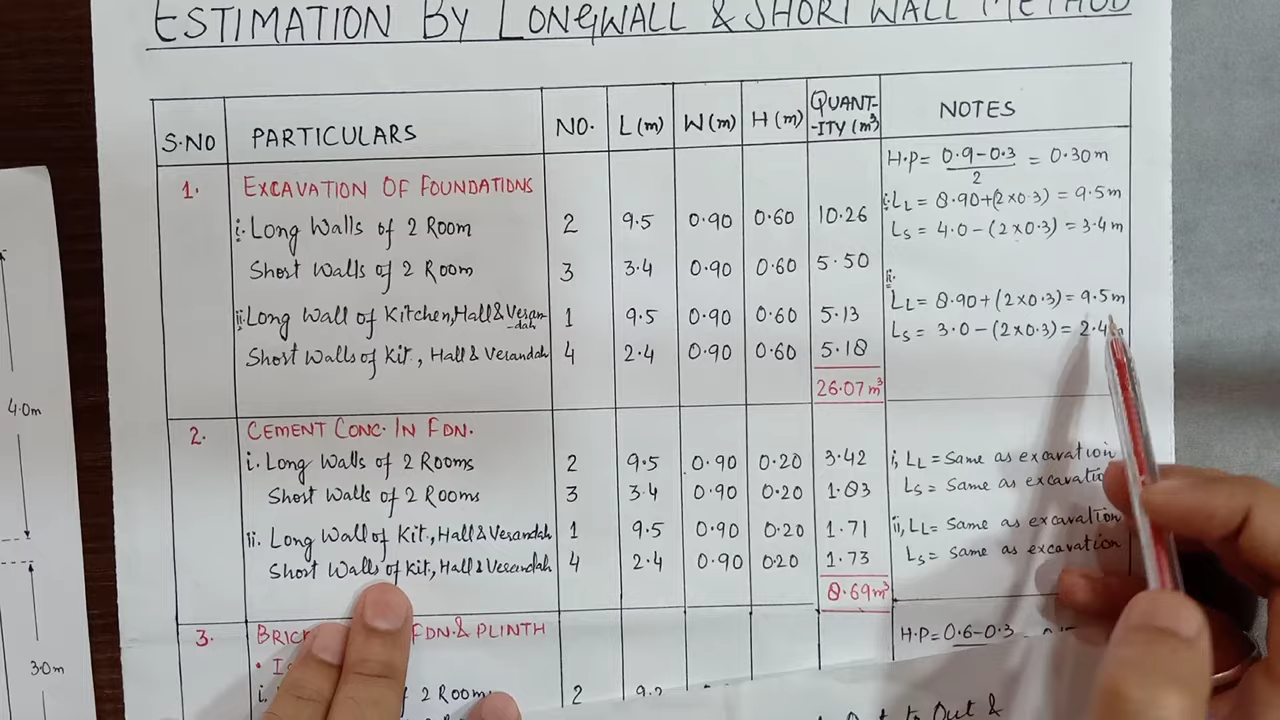 ESTIMATION BY LONGWALL & SHORT WALL METHOD
S.NO PARTICULARS NO. L(m) W(m) H(m) QUANT-
-ITY(m³) NOTES
1. EXCAVATION OF FOUNDATIONS
H.P = 0.9-0.3/2 = 0.30m
i. Long Walls of 2 Room 2 9.5 0.90 0.60 10.26 i. LL = 8.90+(2x0.3) = 9.5m
LS = 4.0-(2x0.3) = 3.4m
Short Walls of 2 Room 3 3.4 0.90 0.60 5.50 ii.
ii. Long Wall of Kitchen, Hall & Veran
-dah 1 9.5 0.90 0.60 5.13 LL = 8.90+(2x0.3) = 9.5m
Short Walls of Kit, Hall & Verandah 4 2.4 0.90 0.60 5.18 LS = 3.0-(2x0.3) = 2.4m
26.07m³
2. CEMENT CONC. IN FDN.
i. Long Walls of 2 Rooms 2 9.5 0.90 0.20 3.42 i, LL = Same as excavation
Short Walls of 2 Rooms 3 3.4 0.90 0.20 1.83 LS = Same as excavation
ii. Long Wall of Kit, Hall & Verandah 1 9.5 0.90 0.20 1.71 ii, LL = Same as excavation
Short Walls of Kit, Hall & Verandah 4 2.4 0.90 0.20 1.73 LS = Same as excavation
8.69m³
3. FDN. & PLINTH
H.P = 0.6-0.3
i. 2 Rooms 2 9.2
Out to Out &
4.0m
3.0m